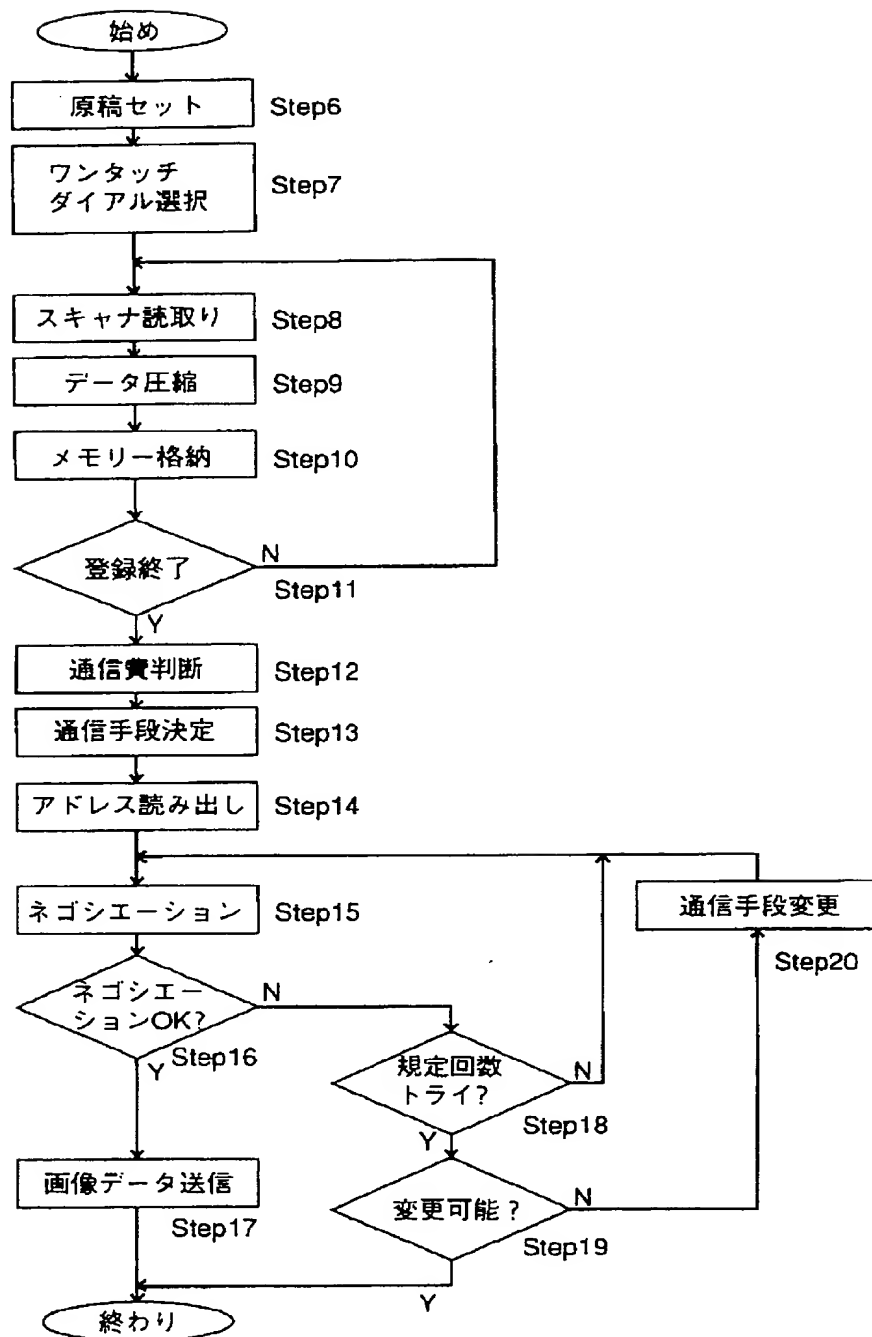 始め
原稿セット
Step6
ワンタッチ
ダイアル選択
Step7
スキャナ読取り
Step8
データ圧縮
Step9
メモリー格納
Step10
登録終了
N
Step11
Y
通信費判断
Step12
通信手段決定
Step13
アドレス読み出し
Step14
ネゴシエーション
Step15
通信手段変更
Step20
ネゴシエー
ションOK?
N
Step16
Y
規定回数
トライ?
N
Step18
Y
画像データ送信
Step17
変更可能?
N
Step19
Y
終わり